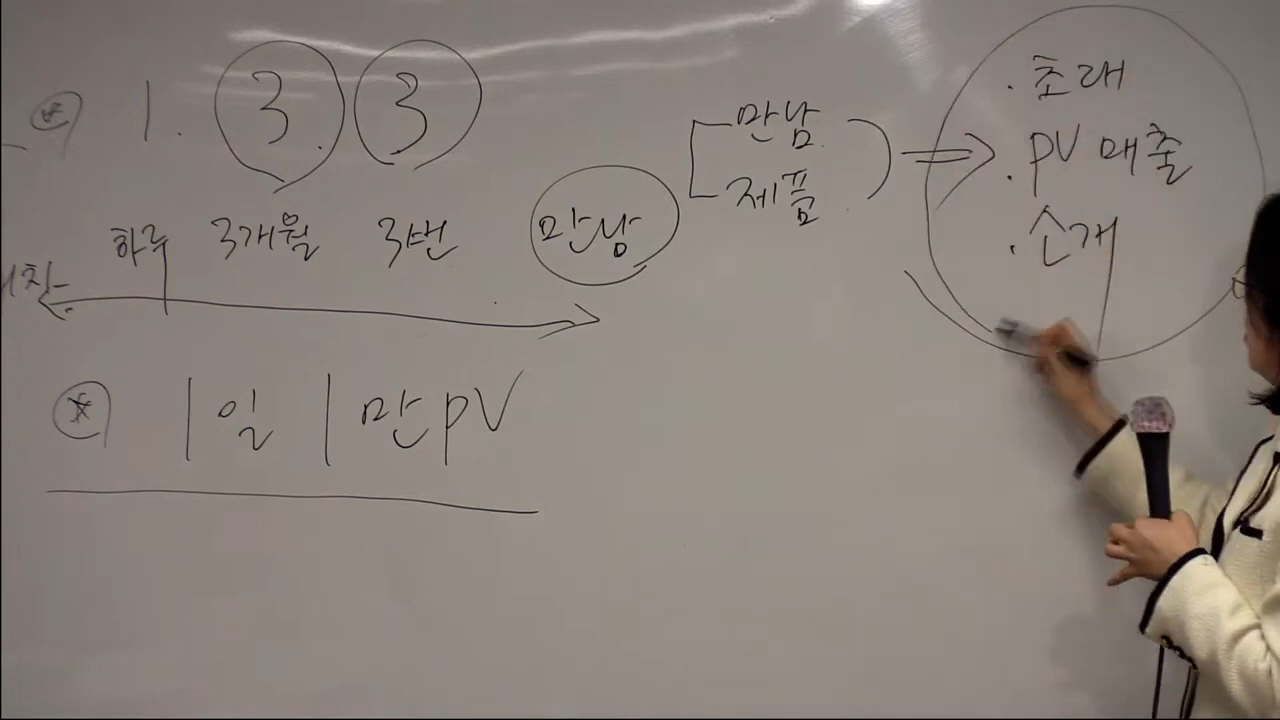 1. 3. 3
하루 3개월 3번 만남
만남
제품
· 초대
· PV 매출
· 소개
1일 1만 PV